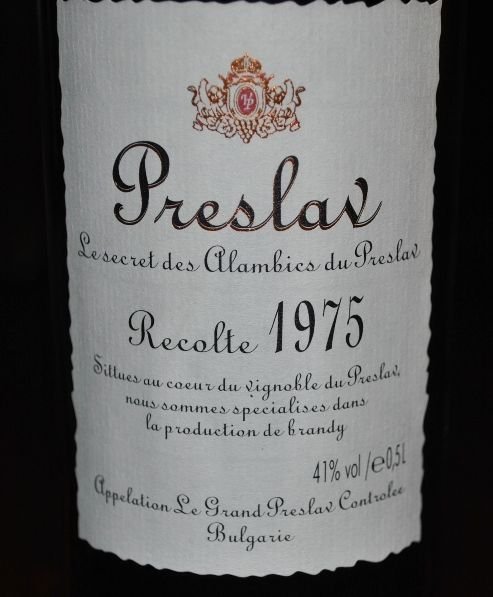 VP
Preslav
Le secret des Alambics du Preslav
Recolte 1975
Sittues au coeur du vignoble du Preslav,
nous sommes specialises dans
la production de brandy
41% vol /e0,5L
Appelation Le Grand Preslav Controlee
Bulgarie